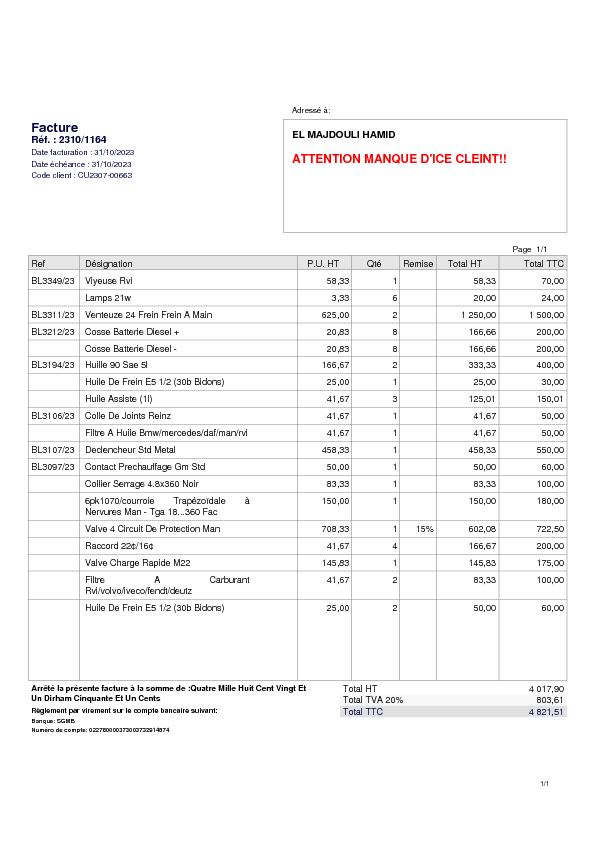 Adressé à:
Facture
Réf. : 2310/1164
Date facturation : 31/10/2023
Date échéance : 31/10/2023
Code client : CU2307-00663
EL MAJDOULI HAMID
ATTENTION MANQUE D'ICE CLEINT!!
Page 1/1
Ref Désignation P.U. HT Qté Remise Total HT Total TTC
BL3349/23 Viyeuse Rvi 58,33 1 58,33 70,00
Lamps 21w 3,33 6 20,00 24,00
BL3311/23 Venteuze 24 Frein Frein A Main 625,00 2 1 250,00 1 500,00
BL3212/23 Cosse Batterie Diesel + 20,83 8 166,66 200,00
Cosse Batterie Diesel - 20,83 8 166,66 200,00
BL3194/23 Huille 90 Sae 5l 166,67 2 333,33 400,00
Huile De Frein E5 1/2 (30b Bidons) 25,00 1 25,00 30,00
Huile Assiste (1l) 41,67 3 125,01 150,01
BL3106/23 Colle De Joints Reinz 41,67 1 41,67 50,00
Filtre A Huile Bmw/mercedes/daf/man/rvi 41,67 1 41,67 50,00
BL3107/23 Declencheur Std Metal 458,33 1 458,33 550,00
BL3097/23 Contact Prechauffage Gm Std 50,00 1 50,00 60,00
Collier Serrage 4.8x360 Noir 83,33 1 83,33 100,00
6pk1070/courroie Trapézoïdale à 150,00 1 150,00 180,00
Nervures Man - Tga 18...360 Fac
Valve 4 Circuit De Protection Man 708,33 1 15% 602,08 722,50
Raccord 22¢/16¢ 41,67 4 166,67 200,00
Valve Charge Rapide M22 145,83 1 145,83 175,00
Filtre A Carburant 41,67 2 83,33 100,00
Rvi/volvo/iveco/fendt/deutz
Huile De Frein E5 1/2 (30b Bidons) 25,00 2 50,00 60,00
Arrêté la présente facture à la somme de :Quatre Mille Huit Cent Vingt Et
Un Dirham Cinquante Et Un Cents
Règlement par virement sur le compte bancaire suivant:
Banque: SGMB
Numéro de compte: 022780000373003732914874
Total HT 4 017,90
Total TVA 20% 803,61
Total TTC 4 821,51
1/1